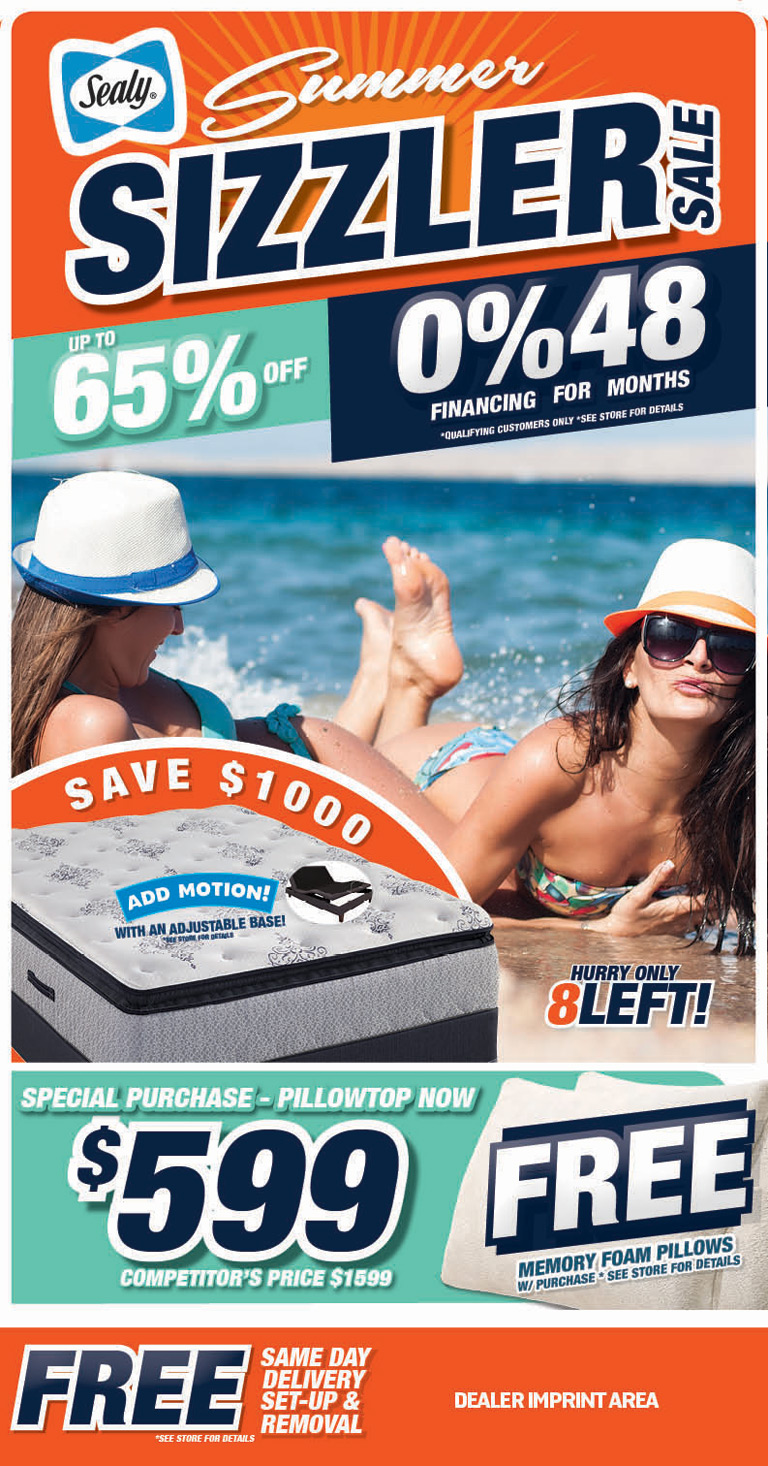 Sealy®
Summer
SIZZLER
SALE
UP TO
65% OFF
0% 48
FINANCING FOR MONTHS
*QUALIFYING CUSTOMERS ONLY *SEE STORE FOR DETAILS
SAVE $1000
ADD MOTION!
WITH AN ADJUSTABLE BASE!
*SEE STORE FOR DETAILS
HURRY ONLY
8 LEFT!
SPECIAL PURCHASE - PILLOWTOP NOW
$599
COMPETITOR'S PRICE $1599
FREE
MEMORY FOAM PILLOWS
W/ PURCHASE * SEE STORE FOR DETAILS
FREE
SAME DAY
DELIVERY
SET-UP &
REMOVAL
*SEE STORE FOR DETAILS
DEALER IMPRINT AREA